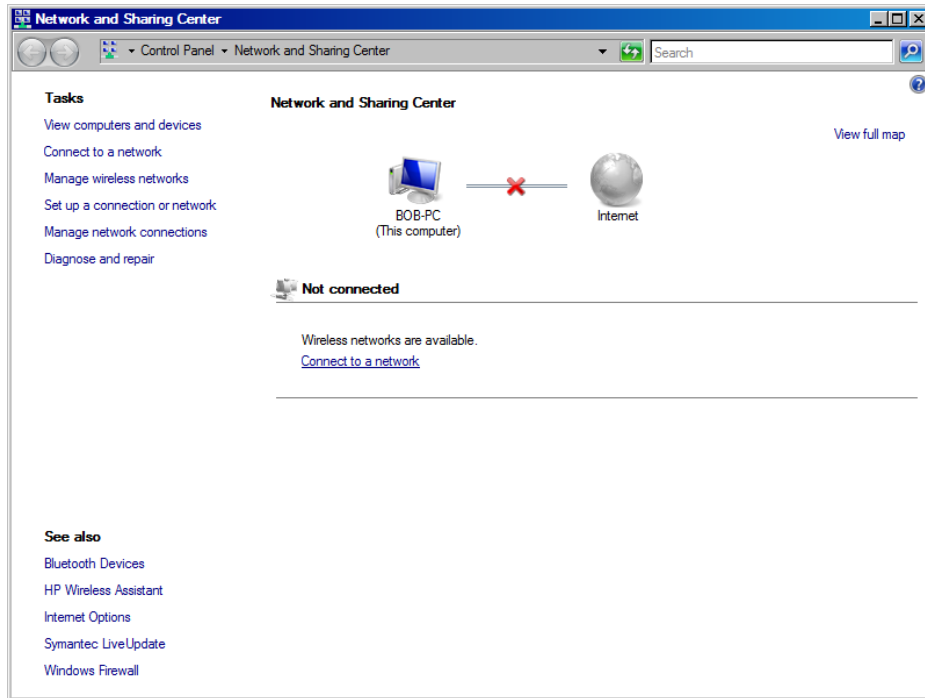 Network and Sharing Center
Control Panel Network and Sharing Center
Search
Tasks
View computers and devices
Connect to a network
Manage wireless networks
Set up a connection or network
Manage network connections
Diagnose and repair
Network and Sharing Center
View full map
BOB-PC
(This computer)
Internet
Not connected
Wireless networks are available.
Connect to a network
See also
Bluetooth Devices
HP Wireless Assistant
Internet Options
Symantec LiveUpdate
Windows Firewall